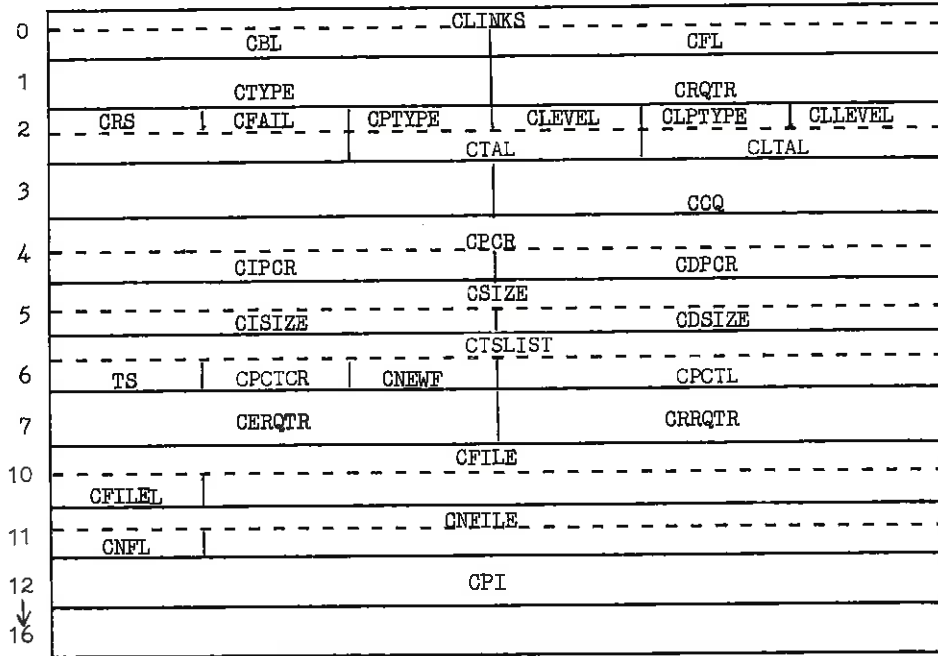 CLINKS
0
CBL CFL
1
CTYPE CRQTR
CRS CFAIL CPTYPE CLEVEL CLPTYPE CLLEVEL
2
CTAL CLTAL
3
CCQ
CPCR
4
CIPCR CDPCR
CSIZE
5
CISIZE CDSIZE
CTSLIST
6
TS CPCTCR CNEWF CPCTL
7
CERQTR CRRQTR
CFILE
10
CFILEL
CNFILE
11
CNFL
12 CPI
16